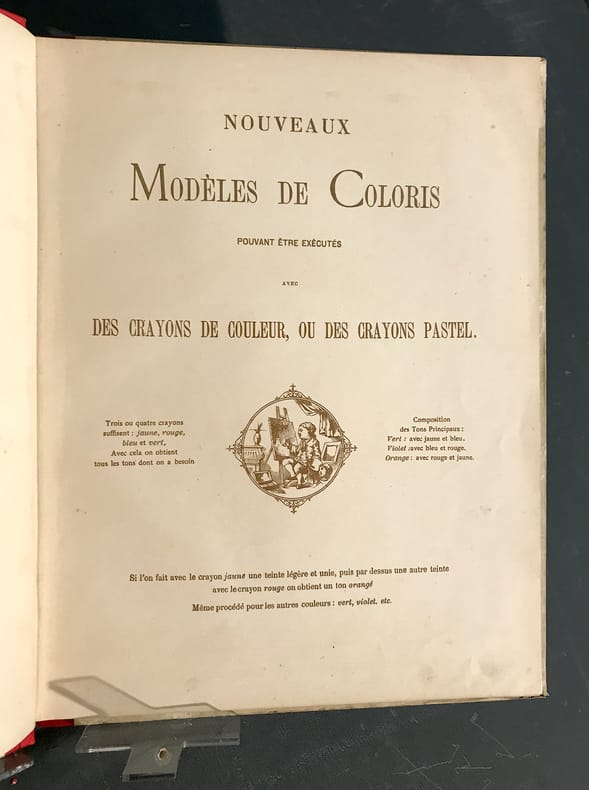 NOUVEAUX
MODÈLES DE COLORIS
POUVANT ÊTRE EXÉCUTÉS
AVEC
DES CRAYONS DE COULEUR, OU DES CRAYONS PASTEL.
Trois ou quatre crayons
suffisent : jaune, rouge,
bleu et vert,
Avec cela on obtient
tous les tons dont on a besoin
Composition
des Tons Principaux :
Vert : avec jaune et bleu.
Violet : avec bleu et rouge.
Orange : avec rouge et jaune.
Si l'on fait avec le crayon jaune une teinte légère et unie, puis par dessus une autre teinte
avec le crayon rouge on obtient un ton orangé
Même procédé pour les autres couleurs : vert, violet. etc.